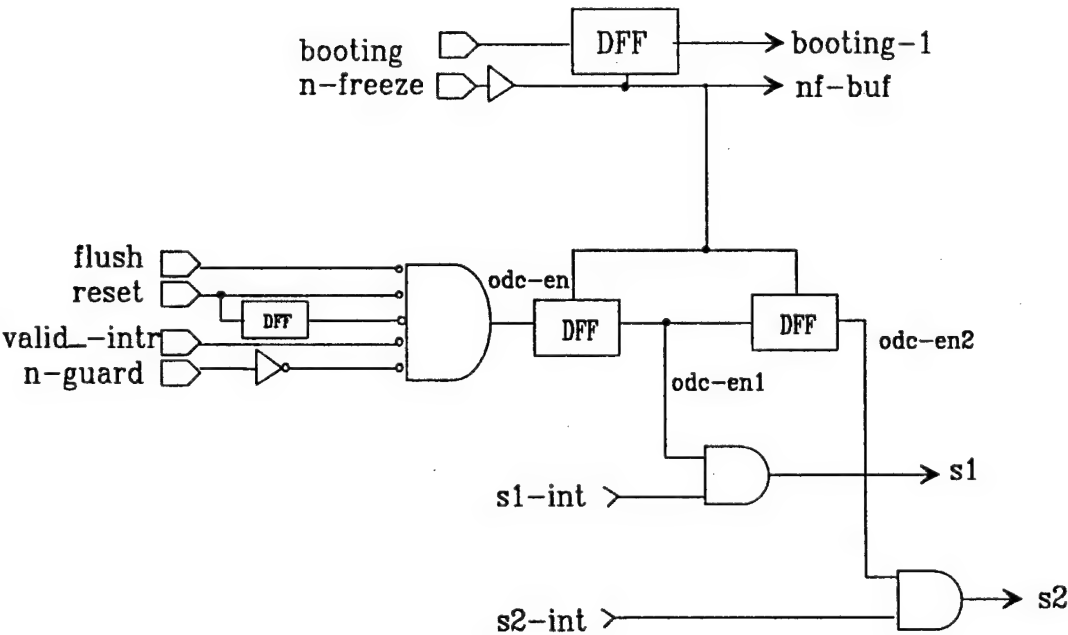 booting
DFF
booting-1
n-freeze
nf-buf
flush
reset
DFF
valid_-intr
n-guard
odc-en
DFF
DFF
odc-en2
odc-en1
s1-int
s1
s2-int
s2